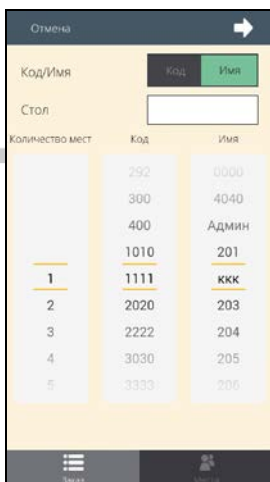 Отмена
Код/Имя Код Имя
Стол
Количество мест Код Имя
292 0000
300 4040
400 Админ
1010 201
1 1111 ккк
2 2020 203
3 2222 204
4 3030 205
5 3333 206
Заказ Места